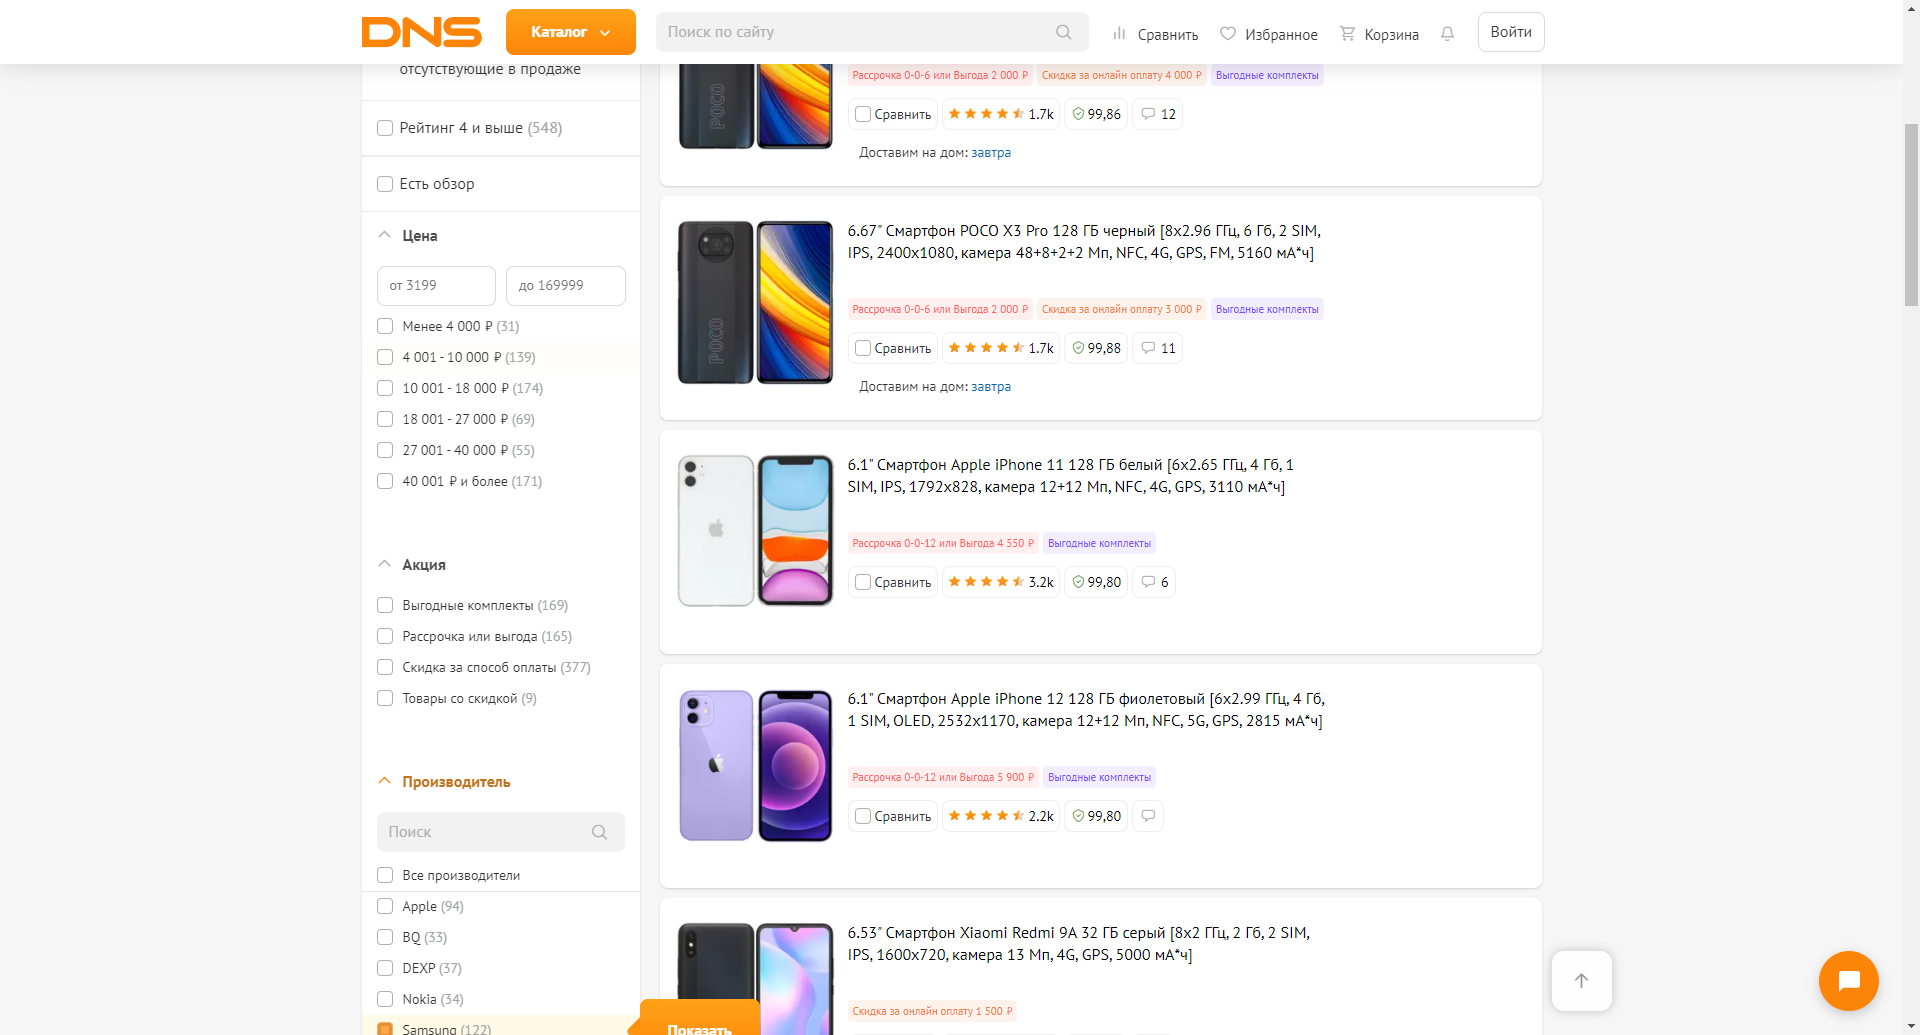 DNS
Каталог
Поиск по сайту
Сравнить
Избранное
Корзина
Войти
отсутствующие в продаже
Рейтинг 4 и выше (548)
Есть обзор
Цена
от 3199
до 169999
Менее 4 000 ₽ (31)
4 001 - 10 000 ₽ (139)
10 001 - 18 000 ₽ (174)
18 001 - 27 000 ₽ (69)
27 001 - 40 000 ₽ (55)
40 001 ₽ и более (171)
Акция
Выгодные комплекты (169)
Рассрочка или выгода (165)
Скидка за способ оплаты (377)
Товары со скидкой (9)
Производитель
Поиск
Все производители
Apple (94)
BQ (33)
DEXP (37)
Nokia (34)
Samsung (122)
Показать
POCO
Рассрочка 0-0-6 или Выгода 2 000 ₽
Скидка за онлайн оплату 4 000 ₽
Выгодные комплекты
Сравнить
1.7k
99,86
12
Доставим на дом: завтра
POCO
6.67" Смартфон POCO X3 Pro 128 ГБ черный [8x2.96 ГГц, 6 Гб, 2 SIM,
IPS, 2400x1080, камера 48+8+2+2 Мп, NFC, 4G, GPS, FM, 5160 мА*ч]
Рассрочка 0-0-6 или Выгода 2 000 ₽
Скидка за онлайн оплату 3 000 ₽
Выгодные комплекты
Сравнить
1.7k
99,88
11
Доставим на дом: завтра
6.1" Смартфон Apple iPhone 11 128 ГБ белый [6x2.65 ГГц, 4 Гб, 1
SIM, IPS, 1792x828, камера 12+12 Мп, NFC, 4G, GPS, 3110 мА*ч]
Рассрочка 0-0-12 или Выгода 4 550 ₽
Выгодные комплекты
Сравнить
3.2k
99,80
6
6.1" Смартфон Apple iPhone 12 128 ГБ фиолетовый [6x2.99 ГГц, 4 Гб,
1 SIM, OLED, 2532x1170, камера 12+12 Мп, NFC, 5G, GPS, 2815 мА*ч]
Рассрочка 0-0-12 или Выгода 5 900 ₽
Выгодные комплекты
Сравнить
2.2k
99,80
6.53" Смартфон Xiaomi Redmi 9A 32 ГБ серый [8x2 ГГц, 2 Гб, 2 SIM,
IPS, 1600x720, камера 13 Мп, 4G, GPS, 5000 мА*ч]
Скидка за онлайн оплату 1 500 ₽